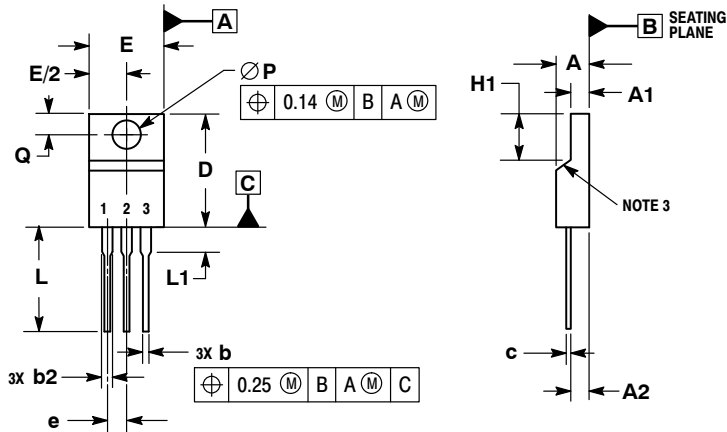 A
E
E/2
∅ P
⌖ 0.14 Ⓜ B A Ⓜ
Q
D
C
1 2 3
L
L1
3X b
3X b2
⌖ 0.25 Ⓜ B A Ⓜ C
e
B SEATING PLANE
A
H1
A1
NOTE 3
c
A2